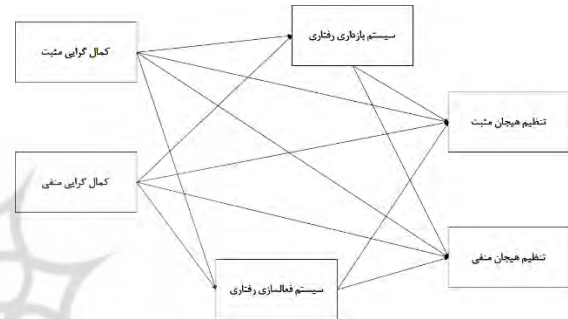 سیستم بازداری رفتاری
کمال گرایی مثبت
تنظیم هیجان مثبت
کمال گرایی منفی
تنظیم هیجان منفی
سیستم فعالسازی رفتاری